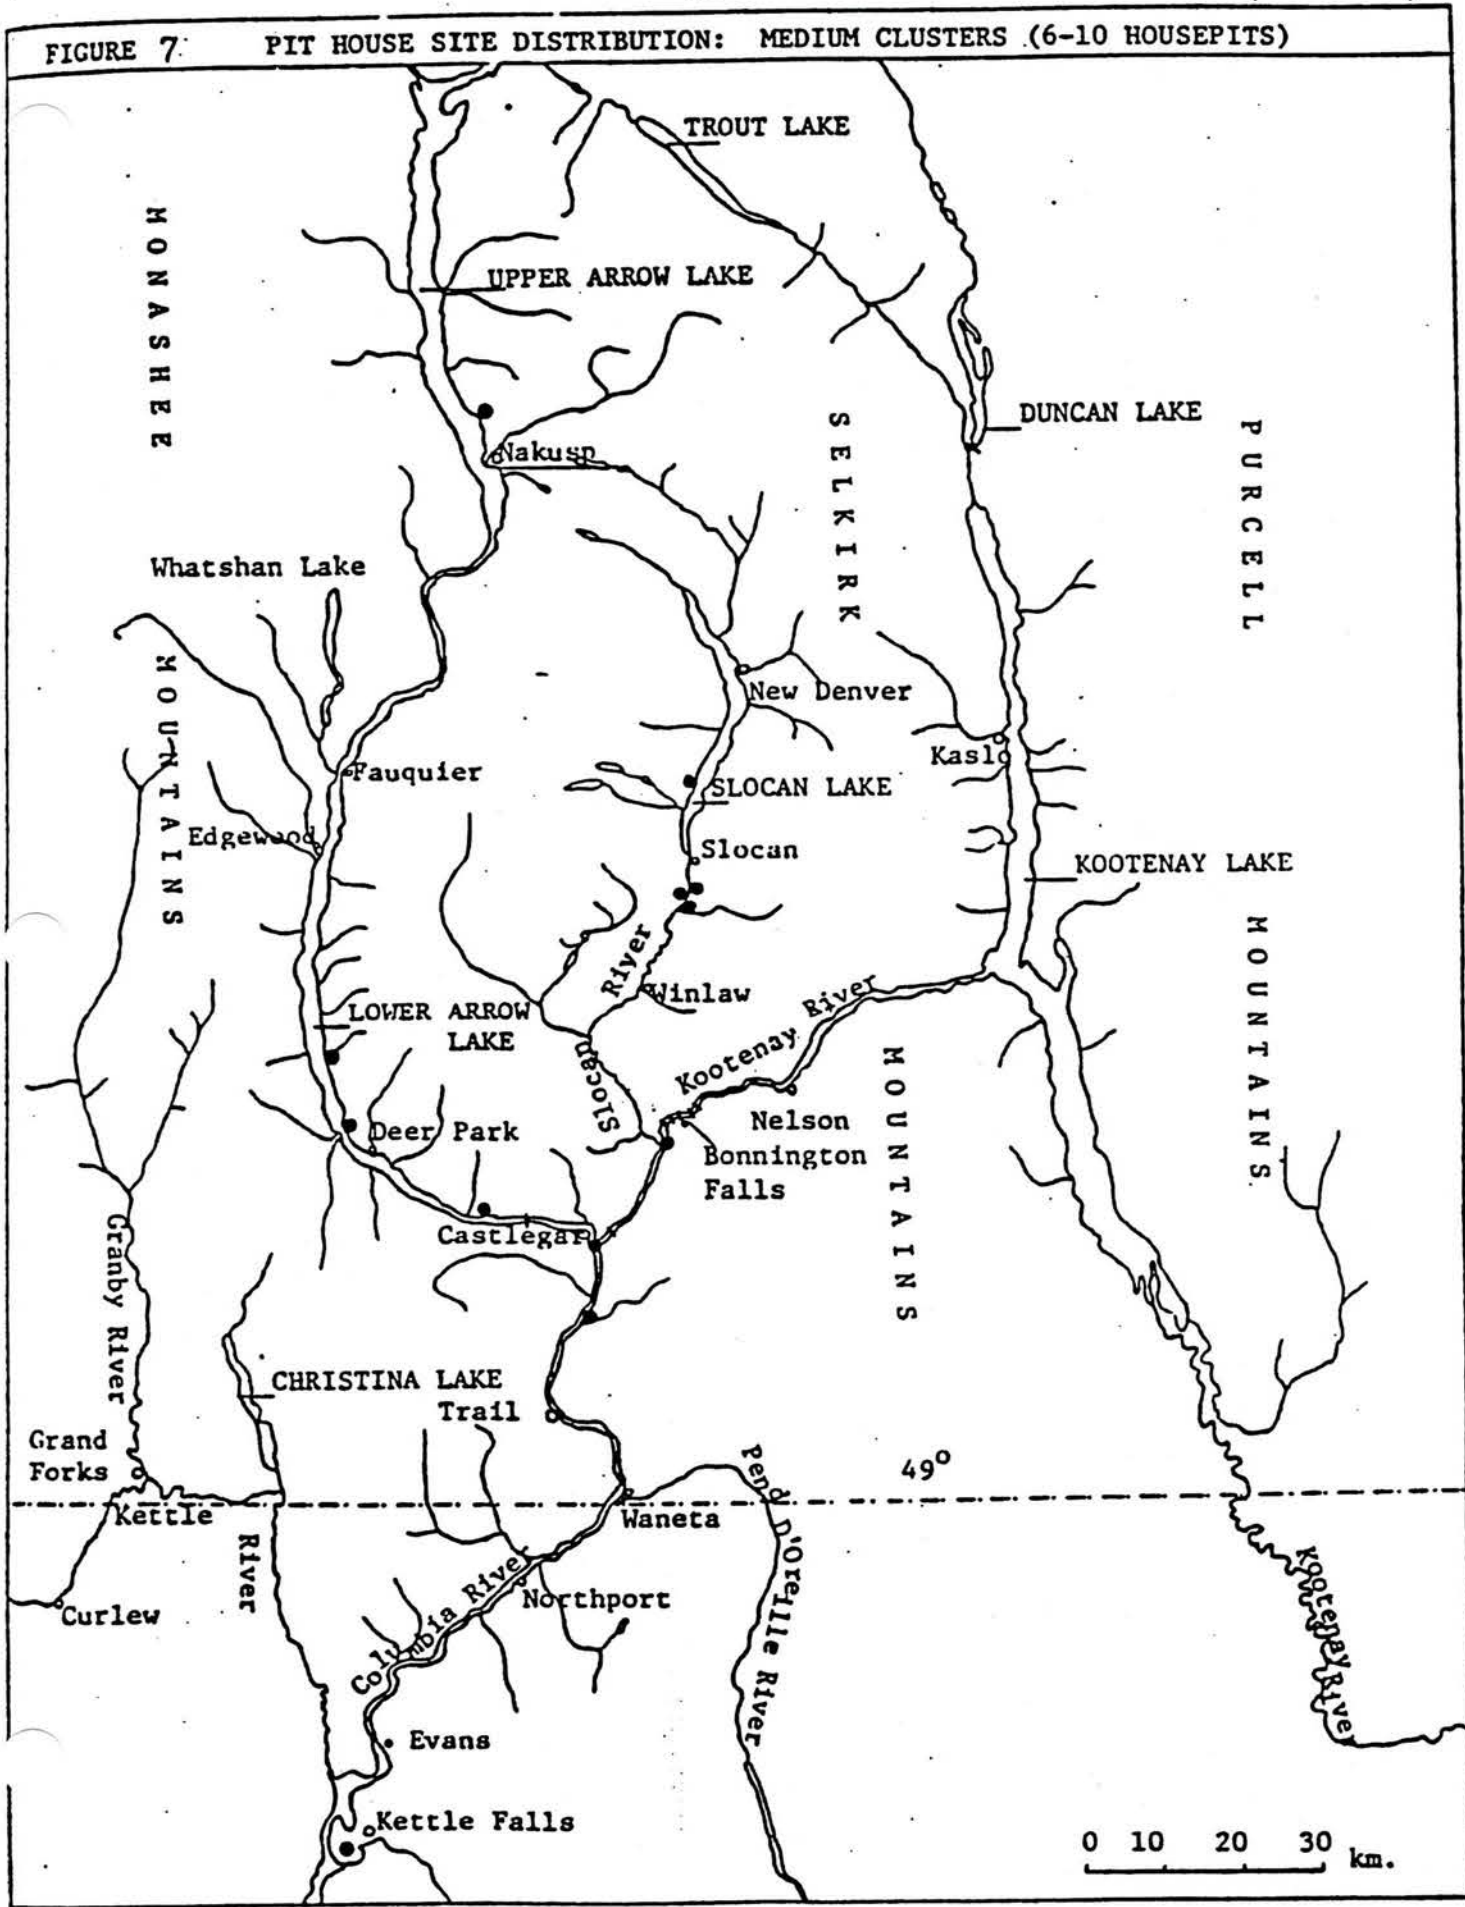 FIGURE 7: PIT HOUSE SITE DISTRIBUTION: MEDIUM CLUSTERS (6-10 HOUSEPITS)
TROUT LAKE
MONASHEE
UPPER ARROW LAKE
DUNCAN LAKE
SELKIRK
PURCELL
Nakusp
Whatshan Lake
MOUNTAINS
New Denver
Kaslo
Fauquier
SLOCAN LAKE
Edgewood
Slocan
KOOTENAY LAKE
MOUNTAINS
Slocan River
Winlaw
LOWER ARROW
LAKE
Kootenay River
MOUNTAINS
Deer Park
Nelson
Bonnington
Falls
Castlegar
Granby River
CHRISTINA LAKE
Trail
Grand
Forks
49°
Kettle
River
Waneta
Pend D'Oreille River
Curlew
Northport
Columbia River
Kootenay River
Evans
Kettle Falls
0 10 20 30 km.